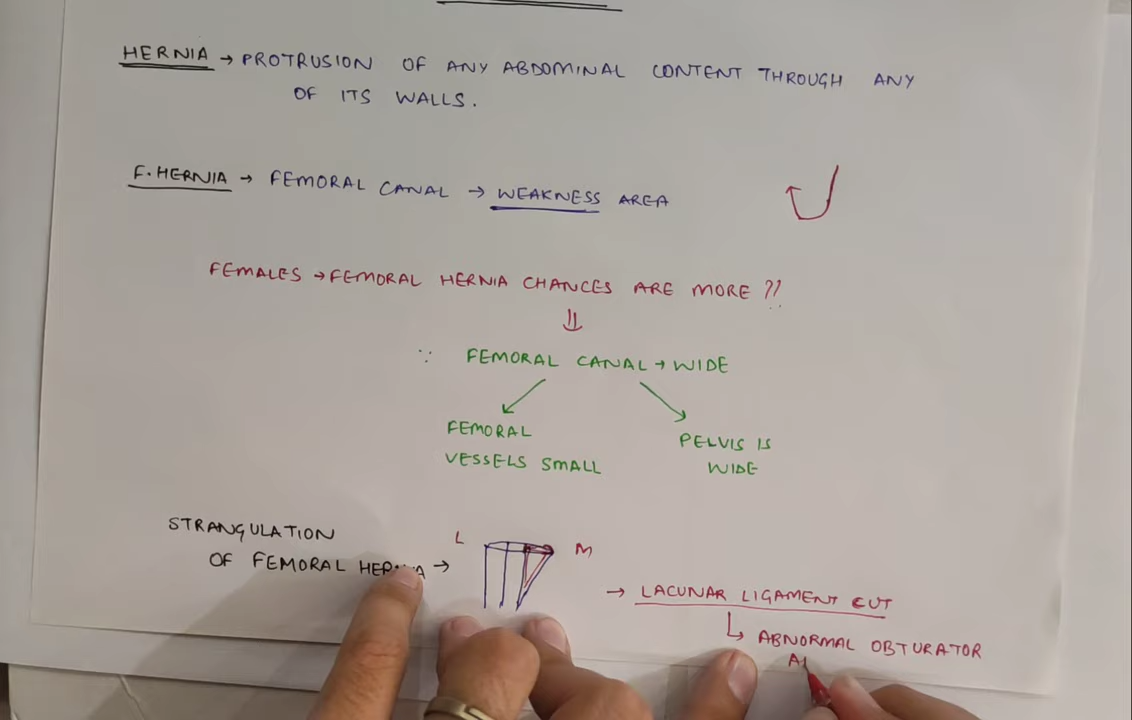 HERNIA → PROTRUSION OF ANY ABDOMINAL CONTENT THROUGH ANY
OF ITS WALLS.
F. HERNIA → FEMORAL CANAL → WEAKNESS AREA
FEMALES → FEMORAL HERNIA CHANCES ARE MORE ??
⇓
∵ FEMORAL CANAL → WIDE
FEMORAL
VESSELS SMALL
PELVIS IS
WIDE
STRANGULATION
OF FEMORAL HERNIA →
L
M
→ LACUNAR LIGAMENT CUT
↳ ABNORMAL OBTURATOR